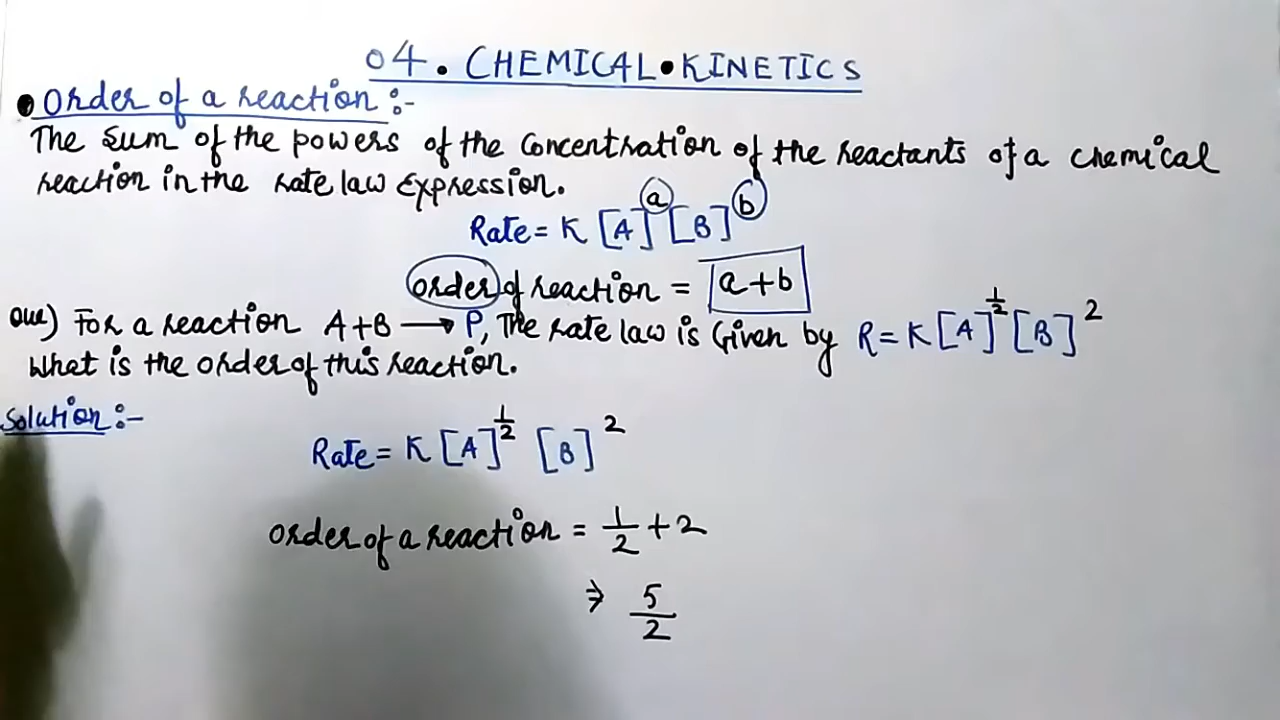 04. CHEMICAL KINETICS
• Order of a reaction :-
The sum of the powers of the concentration of the reactants of a chemical
reaction in the rate law Expression.
Rate = K [A]^a [B]^b
order of reaction = a+b
Que) For a reaction A+B → P, The rate law is Given by R = K [A]^1/2 [B]^2
What is the order of this reaction.
Solution :-
Rate = K [A]^1/2 [B]^2
order of a reaction = 1/2 + 2
⇒ 5/2